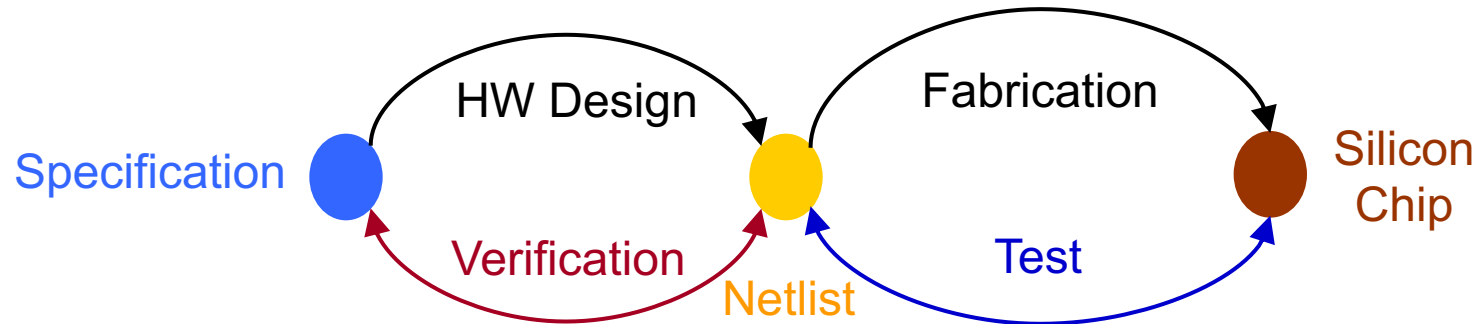 HW Design
Fabrication
Specification
Silicon
Chip
Verification
Test
Netlist